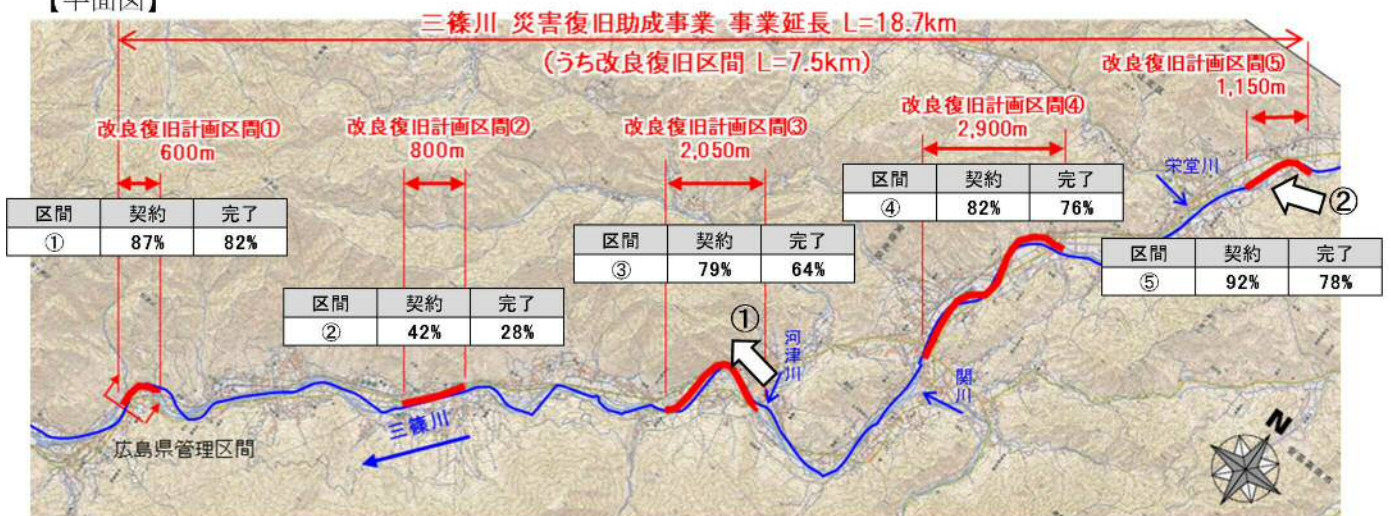 【平面図】
三篠川 災害復旧助成事業 事業延長 L=18.7km
(うち改良復旧区間 L=7.5km)
改良復旧計画区間①
600m
改良復旧計画区間②
800m
改良復旧計画区間③
2,050m
改良復旧計画区間④
2,900m
改良復旧計画区間⑤
1,150m
区間 契約 完了
① 87% 82%
区間 契約 完了
② 42% 28%
区間 契約 完了
③ 79% 64%
区間 契約 完了
④ 82% 76%
区間 契約 完了
⑤ 92% 78%
栄堂川
②
①
河津川
関川
三篠川
広島県管理区間
N